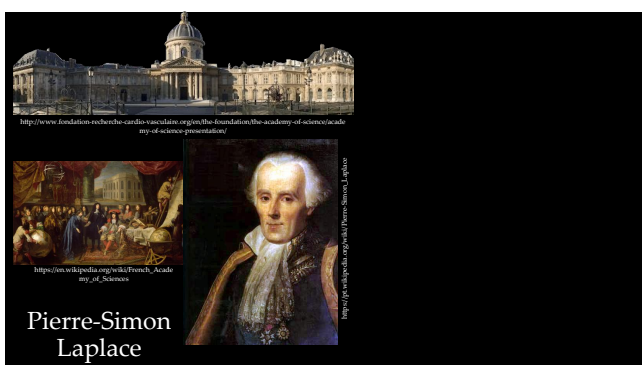 http://www.fondation-recherche-cardio-vasculaire.org/en/the-foundation/the-academy-of-science/acade
my-of-science-presentation/
https://en.wikipedia.org/wiki/French_Acade
my_of_Sciences
https://pt.wikipedia.org/wiki/Pierre-Simon_Laplace
Pierre-Simon
Laplace